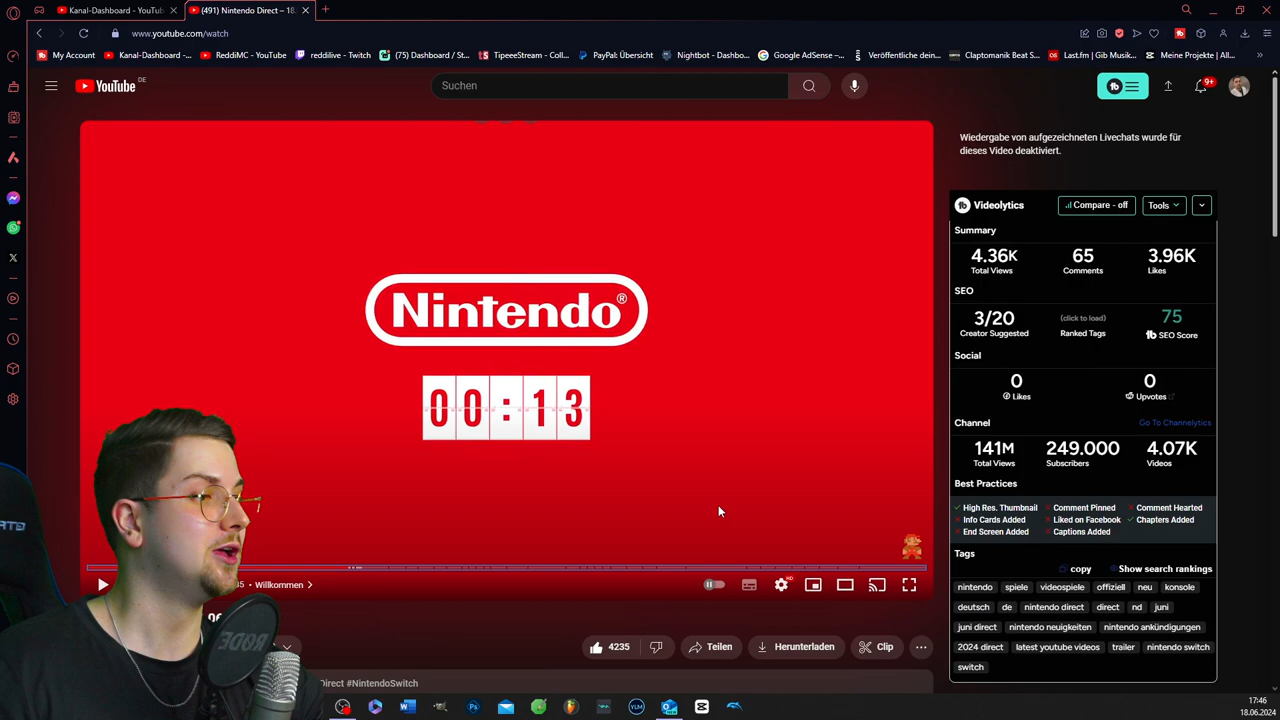 Kanal-Dashboard - YouTub
(491) Nintendo Direct – 18.
www.youtube.com/watch
My Account
Kanal-Dashboard -...
ReddiMC - YouTube
reddilive - Twitch
(75) Dashboard / St...
TipeeeStream - Coll...
PayPal Übersicht
Nightbot - Dashbo...
Google AdSense –...
Veröffentliche dein...
Claptomanik Beat S...
Last.fm | Gib Musik...
Meine Projekte | An...
YouTube DE
Suchen
9+
Nintendo®
00:13
Willkommen
HD
4235
Teilen
Herunterladen
Clip
Direct #NintendoSwitch
Wiedergabe von aufgezeichneten Livechats wurde für
dieses Video deaktiviert.
Videolytics
Compare - off
Tools
Summary
4.36K 65 3.96K
Total Views Comments Likes
SEO
3/20 (click to load) 75
Creator Suggested Ranked Tags SEO Score
Social
0 0
Likes Upvotes
Channel Go To Channelytics
141M 249.000 4.07K
Total Views Subscribers Videos
Best Practices
High Res. Thumbnail Comment Pinned Comment Hearted
Info Cards Added Liked on Facebook Chapters Added
End Screen Added Captions Added
Tags
copy Show search rankings
nintendo spiele videospiele offiziell neu konsole
deutsch de nintendo direct direct nd juni
juni direct nintendo neuigkeiten nintendo ankündigungen
2024 direct latest youtube videos trailer nintendo switch
switch
RØDE
YLM
17:46
18.06.2024